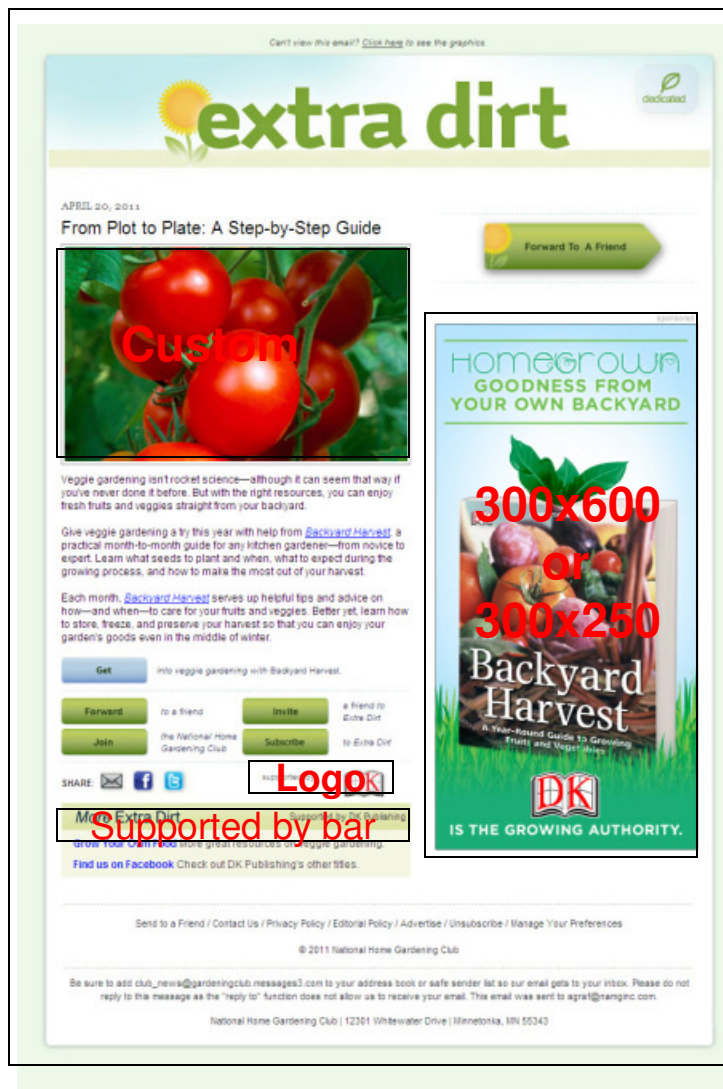 Can't view this email? Click here to see the graphics.
extra dirt
dedicated
APRIL 20, 2011
From Plot to Plate: A Step-by-Step Guide
Custom
Veggie gardening isn't rocket science—although it can seem that way if
you've never done it before. But with the right resources, you can enjoy
fresh fruits and veggies straight from your backyard.
Give veggie gardening a try this year with help from Backyard Harvest, a
practical month-to-month guide for any kitchen gardener—from novice to
expert. Learn what seeds to plant and when, what to expect during the
growing process, and how to make the most out of your harvest.
Each month, Backyard Harvest serves up helpful tips and advice on
how—and when—to care for your fruits and veggies. Better yet, learn how
to store, freeze, and preserve your harvest so that you can enjoy your
garden's goods even in the middle of winter.
Get into veggie gardening with Backyard Harvest.
Forward to a friend
Invite a friend to
Extra Dirt
Join the National Home
Gardening Club
Subscribe to Extra Dirt
SHARE:
supported
Logo
DK
More Extra Dirt Supported by DK Publishing
Supported by bar
Grow Your Own Food More great resources on veggie gardening.
Find us on Facebook Check out DK Publishing's other titles.
Forward To A Friend
sponsored
HOMEGROWN
GOODNESS FROM
YOUR OWN BACKYARD
300x600
or
300x250
Backyard
Harvest
A Year-Round Guide to Growing
Fruits and Vegetables
DK
IS THE GROWING AUTHORITY.
Send to a Friend / Contact Us / Privacy Policy / Editorial Policy / Advertise / Unsubscribe / Manage Your Preferences
© 2011 National Home Gardening Club
Be sure to add club_news@gardeningclub.messages3.com to your address book or safe sender list so our email gets to your inbox. Please do not
reply to this message as the "reply to" function does not allow us to receive your email. This email was sent to agraf@namginc.com.
National Home Gardening Club | 12301 Whitewater Drive | Minnetonka, MN 55343